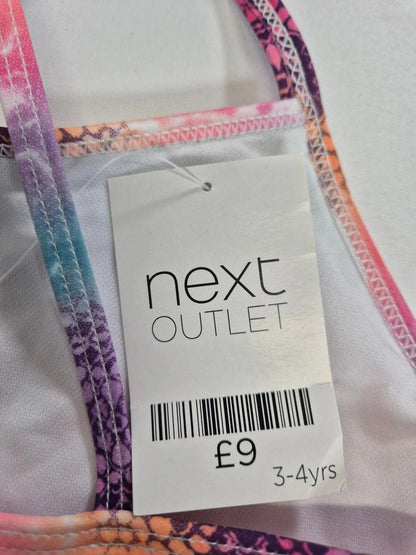 next
OUTLET
£9
3-4yrs